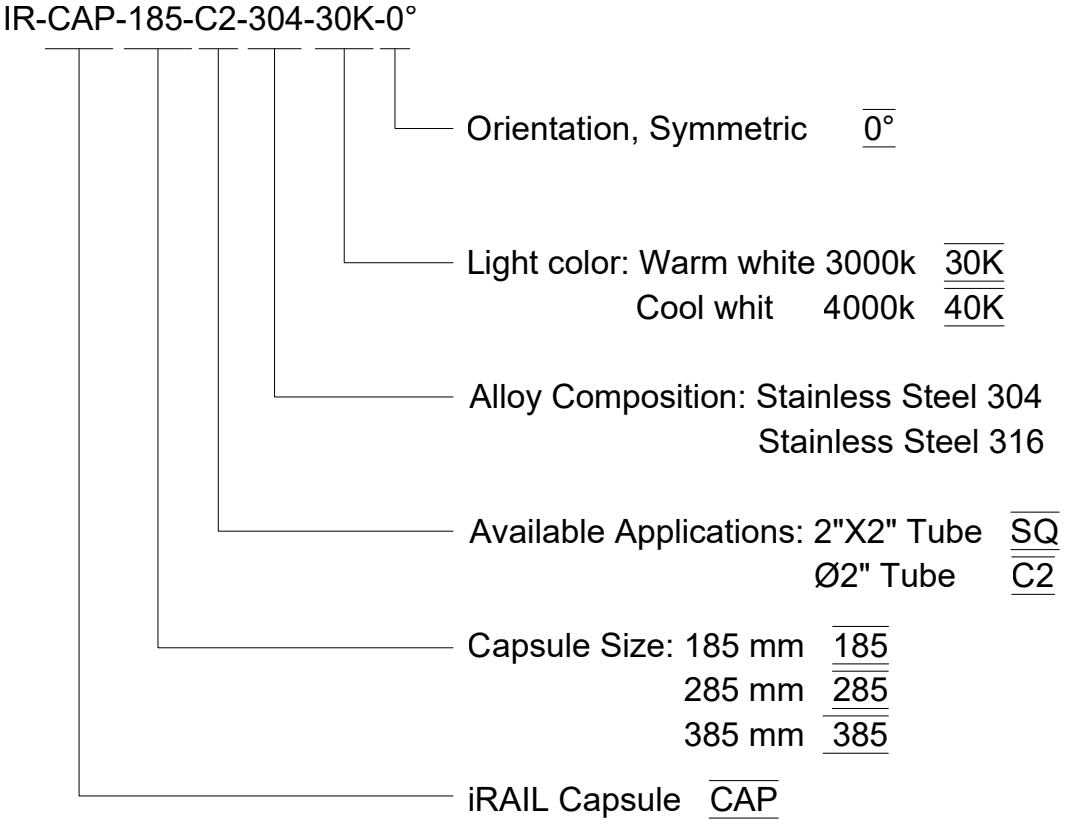 IR-CAP-185-C2-304-30K-0°
Orientation, Symmetric 0°
Light color: Warm white 3000k 30K
Cool whit 4000k 40K
Alloy Composition: Stainless Steel 304
Stainless Steel 316
Available Applications: 2"X2" Tube SQ
Ø2" Tube C2
Capsule Size: 185 mm 185
285 mm 285
385 mm 385
iRAIL Capsule CAP